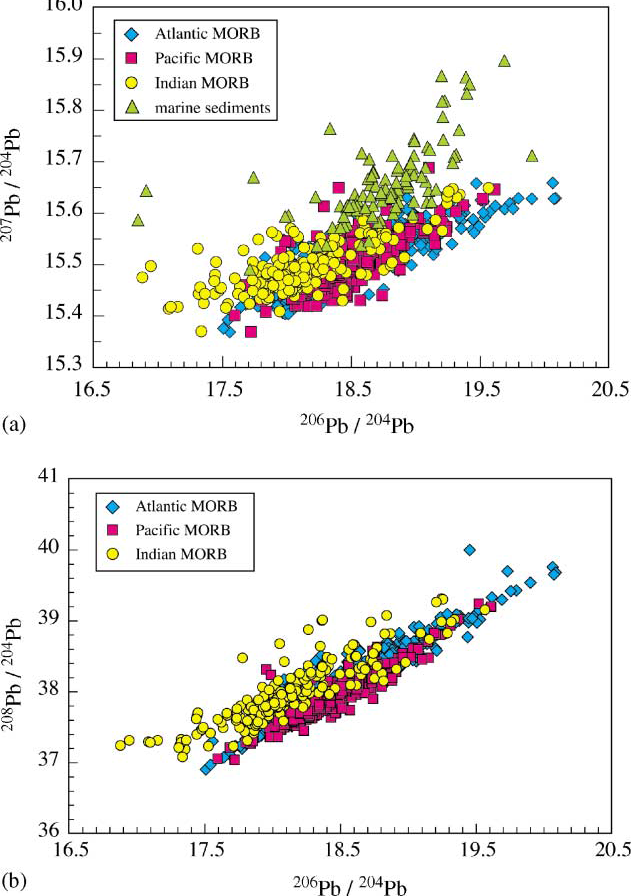 16.0
15.9
15.8
15.7
15.6
15.5
15.4
15.3
207Pb / 204Pb
Atlantic MORB
Pacific MORB
Indian MORB
marine sediments
16.5 17.5 18.5 19.5 20.5
(a)
206Pb / 204Pb
41
40
39
38
37
36
208Pb / 204Pb
Atlantic MORB
Pacific MORB
Indian MORB
16.5 17.5 18.5 19.5 20.5
(b)
206Pb / 204Pb